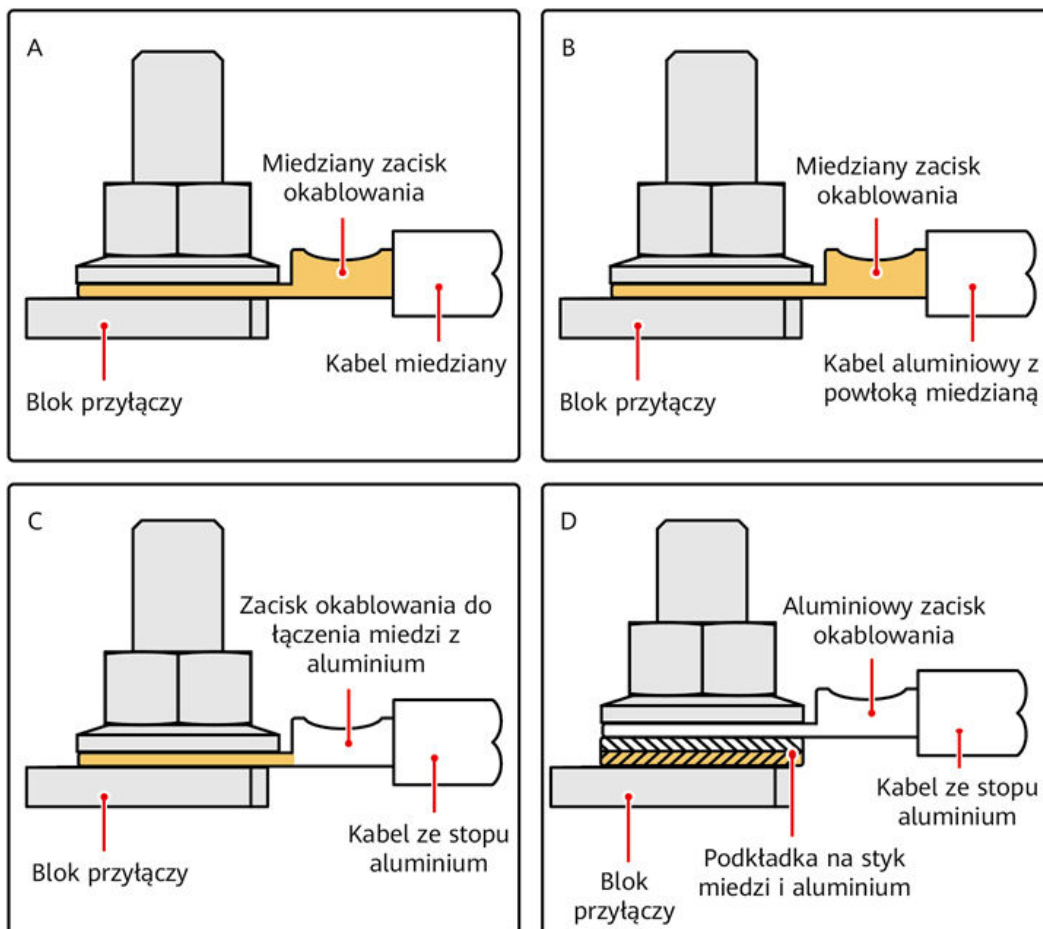 A
Miedziany zacisk
okablowania
Kabel miedziany
Blok przyłączy
B
Miedziany zacisk
okablowania
Kabel aluminiowy z
powłoką miedzianą
Blok przyłączy
C
Zacisk okablowania do
łączenia miedzi z
aluminium
Kabel ze stopu
aluminium
Blok przyłączy
D
Aluminiowy zacisk
okablowania
Kabel ze stopu
aluminium
Podkładka na styk
miedzi i aluminium
Blok
przyłączy